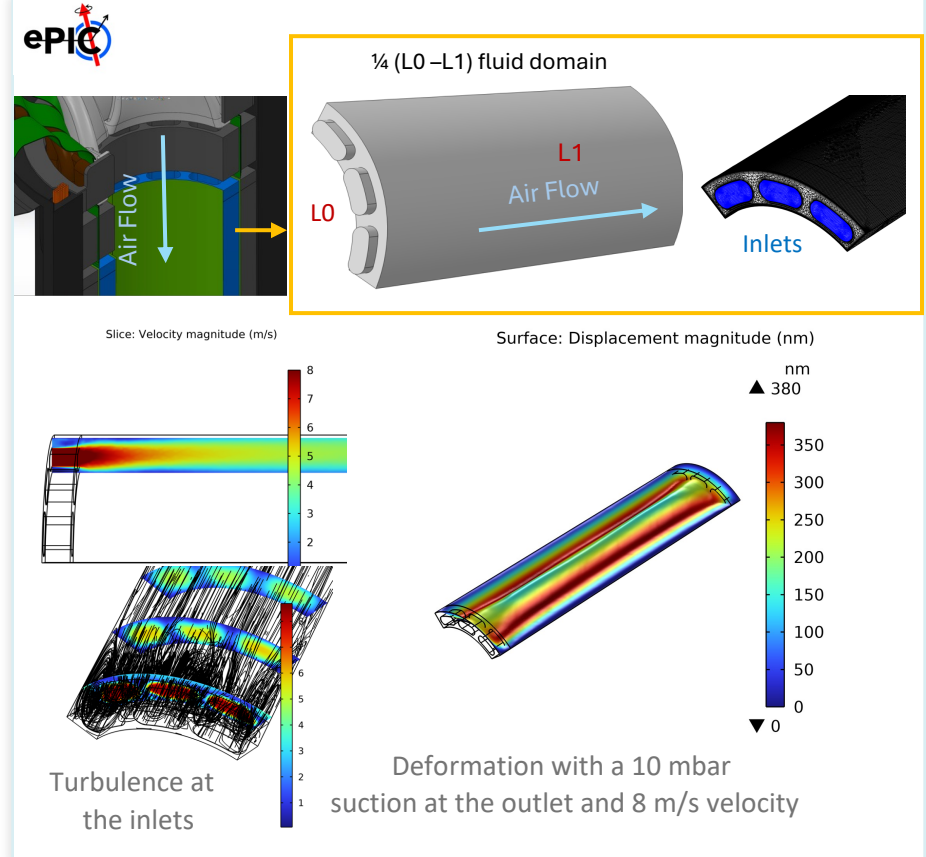 ePIC
¼ (L0 –L1) fluid domain
Air Flow
L0
L1
Air Flow
Inlets
Slice: Velocity magnitude (m/s)
8
7
6
5
4
3
2
Surface: Displacement magnitude (nm)
nm
▲ 380
350
300
250
200
150
100
50
0
▼ 0
6
5
4
3
2
1
Turbulence at
the inlets
Deformation with a 10 mbar
suction at the outlet and 8 m/s velocity